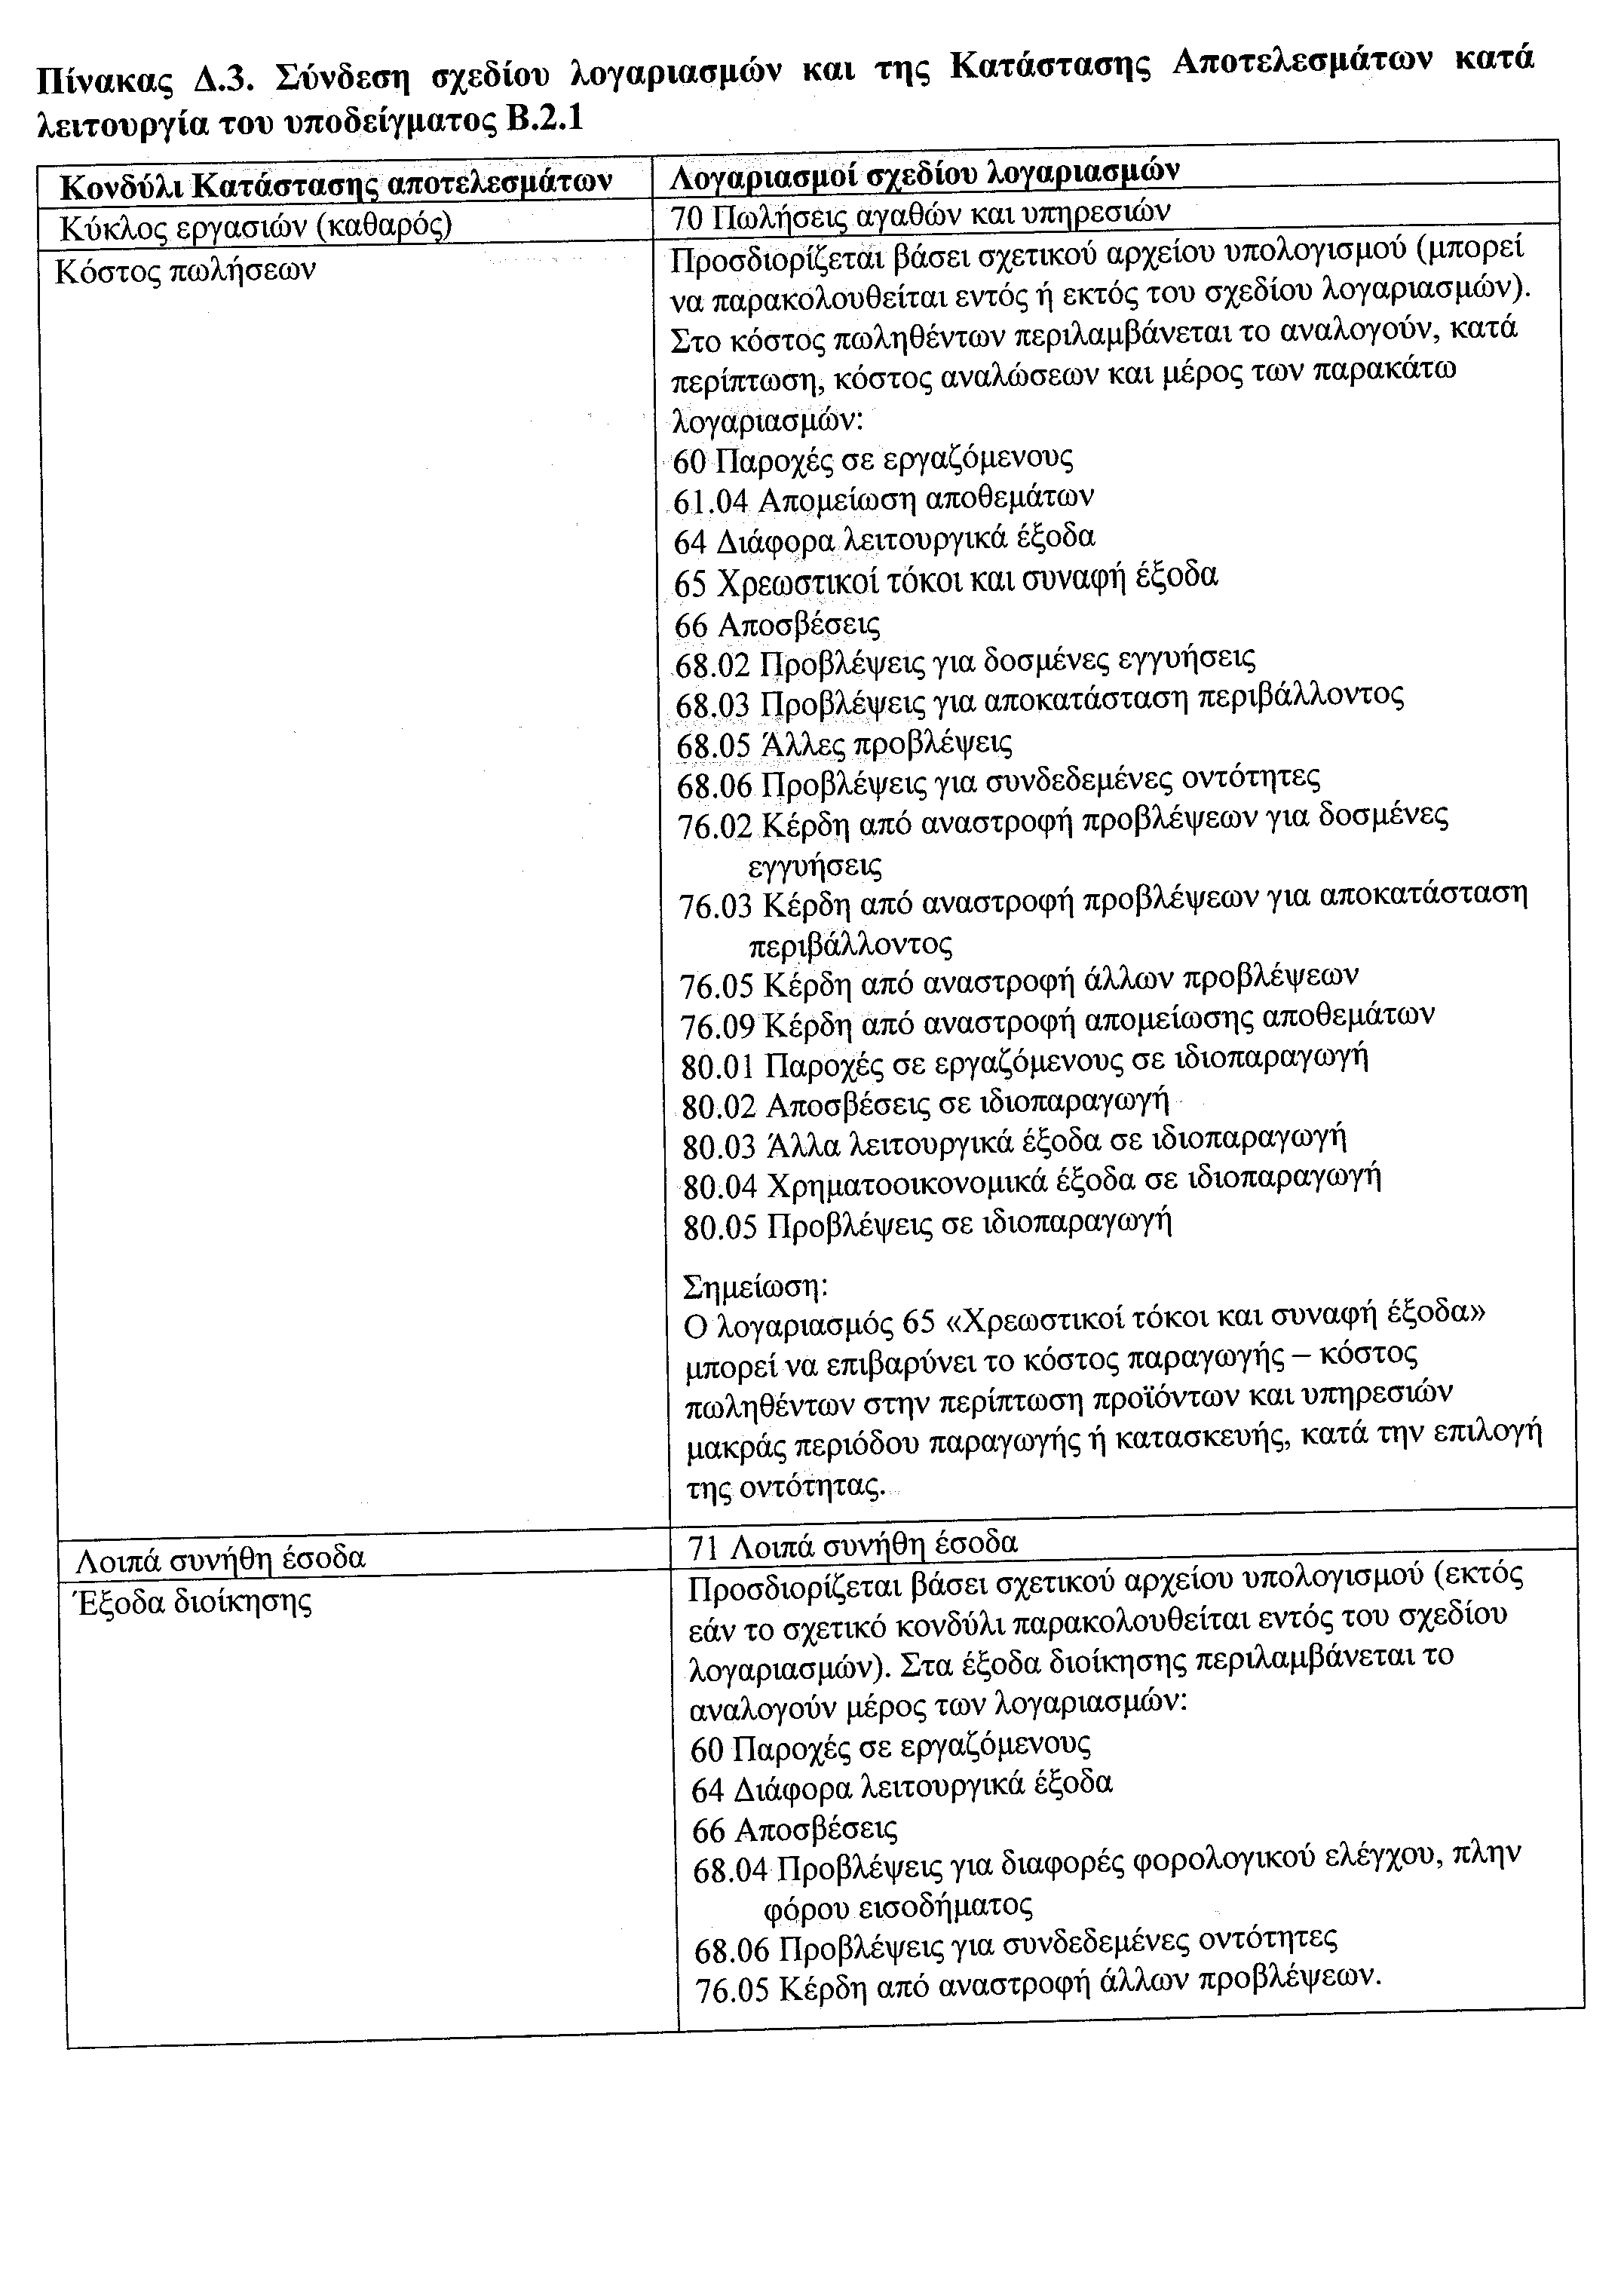 Πίνακας Δ.3. Σύνδεση σχεδίου λογαριασμών και της Κατάστασης Αποτελεσμάτων κατά
λειτουργία του υποδείγματος Β.2.1
Κονδύλι Κατάστασης αποτελεσμάτων
Λογαριασμοί σχεδίου λογαριασμών
Κύκλος εργασιών (καθαρός)
70 Πωλήσεις αγαθών και υπηρεσιών
Κόστος πωλήσεων
Προσδιορίζεται βάσει σχετικού αρχείου υπολογισμού (μπορεί
να παρακολουθείται εντός ή εκτός του σχεδίου λογαριασμών).
Στο κόστος πωληθέντων περιλαμβάνεται το αναλογούν, κατά
περίπτωση, κόστος αναλώσεων και μέρος των παρακάτω
λογαριασμών:
60 Παροχές σε εργαζόμενους
61.04 Απομείωση αποθεμάτων
64 Διάφορα λειτουργικά έξοδα
65 Χρεωστικοί τόκοι και συναφή έξοδα
66 Αποσβέσεις
68.02 Προβλέψεις για δοσμένες εγγυήσεις
68.03 Προβλέψεις για αποκατάσταση περιβάλλοντος
68.05 Άλλες προβλέψεις
68.06 Προβλέψεις για συνδεδεμένες οντότητες
76.02 Κέρδη από αναστροφή προβλέψεων για δοσμένες
εγγυήσεις
76.03 Κέρδη από αναστροφή προβλέψεων για αποκατάσταση
περιβάλλοντος
76.05 Κέρδη από αναστροφή άλλων προβλέψεων
76.09 Κέρδη από αναστροφή απομείωσης αποθεμάτων
80.01 Παροχές σε εργαζόμενους σε ιδιοπαραγωγή
80.02 Αποσβέσεις σε ιδιοπαραγωγή
80.03 Άλλα λειτουργικά έξοδα σε ιδιοπαραγωγή
80.04 Χρηματοοικονομικά έξοδα σε ιδιοπαραγωγή
80.05 Προβλέψεις σε ιδιοπαραγωγή
Σημείωση:
Ο λογαριασμός 65 «Χρεωστικοί τόκοι και συναφή έξοδα»
μπορεί να επιβαρύνει το κόστος παραγωγής – κόστος
πωληθέντων στην περίπτωση προϊόντων και υπηρεσιών
μακράς περιόδου παραγωγής ή κατασκευής, κατά την επιλογή
της οντότητας.
Λοιπά συνήθη έσοδα
71 Λοιπά συνήθη έσοδα
Έξοδα διοίκησης
Προσδιορίζεται βάσει σχετικού αρχείου υπολογισμού (εκτός
εάν το σχετικό κονδύλι παρακολουθείται εντός του σχεδίου
λογαριασμών). Στα έξοδα διοίκησης περιλαμβάνεται το
αναλογούν μέρος των λογαριασμών:
60 Παροχές σε εργαζόμενους
64 Διάφορα λειτουργικά έξοδα
66 Αποσβέσεις
68.04 Προβλέψεις για διαφορές φορολογικού ελέγχου, πλην
φόρου εισοδήματος
68.06 Προβλέψεις για συνδεδεμένες οντότητες
76.05 Κέρδη από αναστροφή άλλων προβλέψεων.